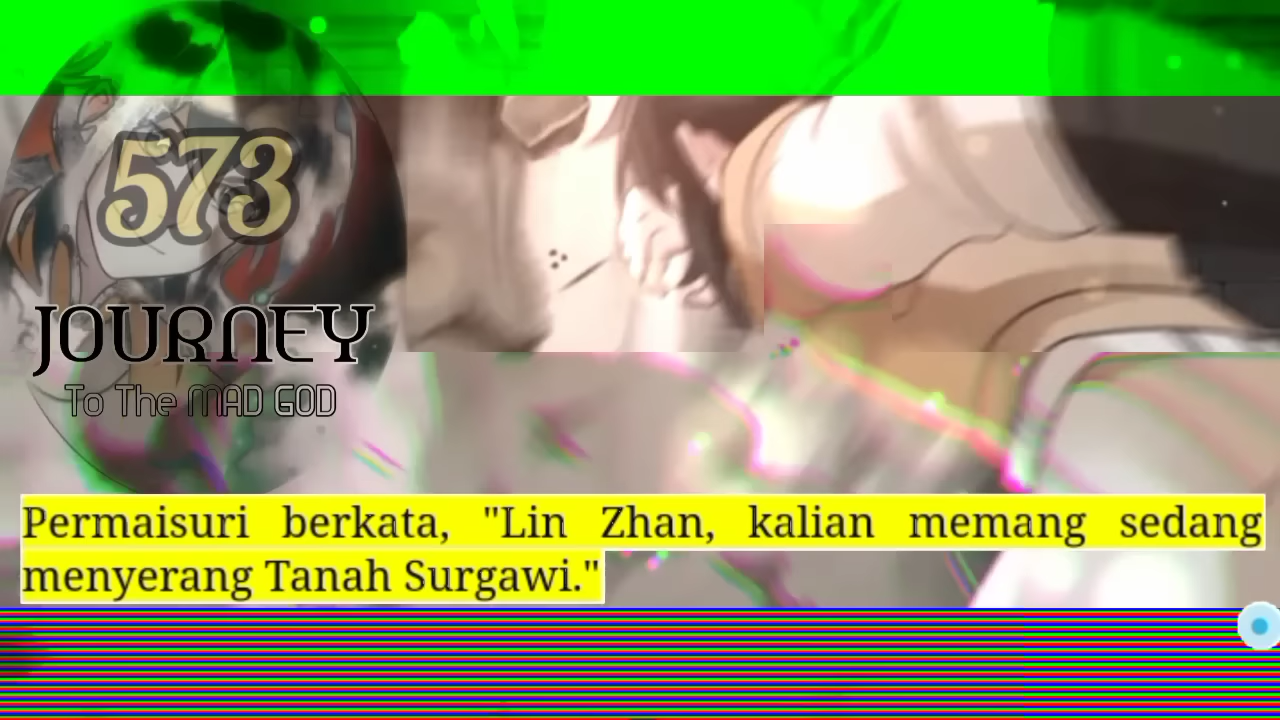 573
JOURNEY
To The MAD GOD
Permaisuri berkata, "Lin Zhan, kalian memang sedang
menyerang Tanah Surgawi."